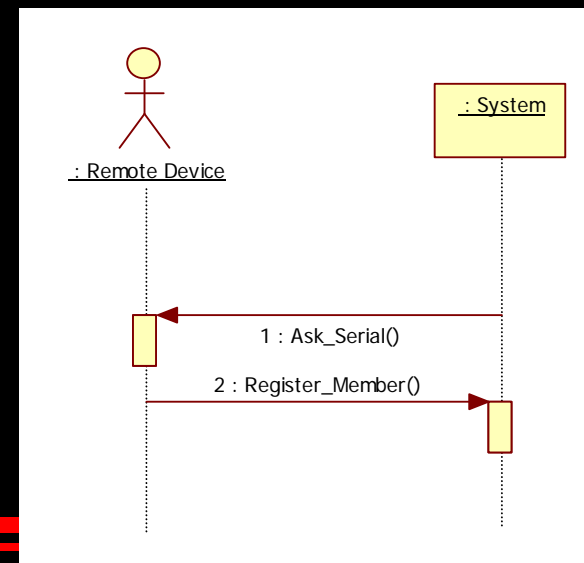 : System
: Remote Device
1 : Ask_Serial()
2 : Register_Member()